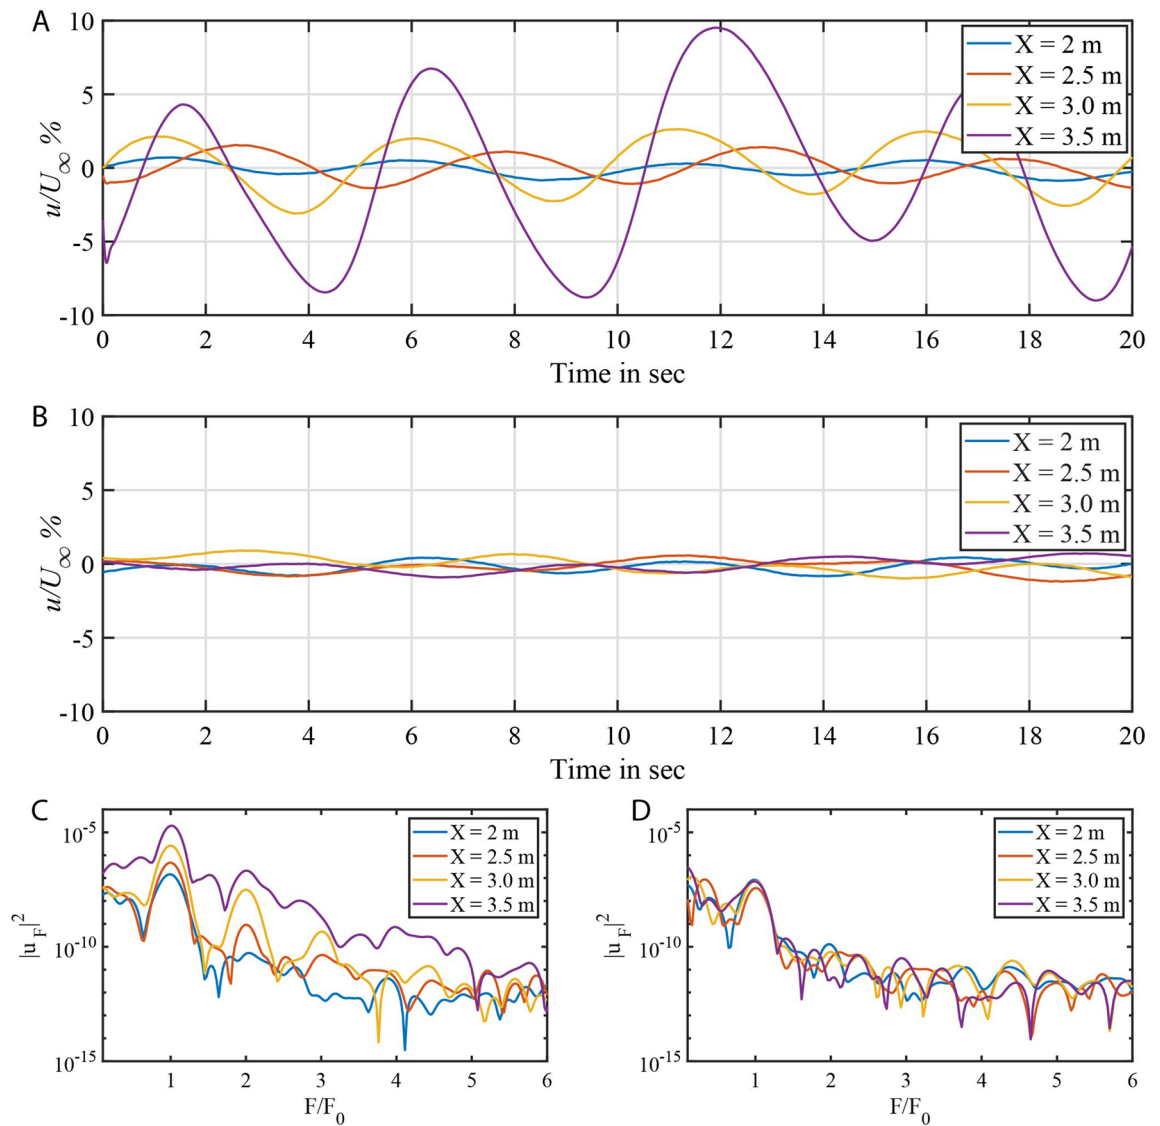 A
10
5
0
-5
-10
u/U∞ %
X = 2 m
X = 2.5 m
X = 3.0 m
X = 3.5 m
0 2 4 6 8 10 12 14 16 18 20
Time in sec
B
10
5
0
-5
-10
u/U∞ %
X = 2 m
X = 2.5 m
X = 3.0 m
X = 3.5 m
0 2 4 6 8 10 12 14 16 18 20
Time in sec
C
10⁻⁵
10⁻¹⁰
10⁻¹⁵
|u_F|²
X = 2 m
X = 2.5 m
X = 3.0 m
X = 3.5 m
1 2 3 4 5 6
F/F₀
D
10⁻⁵
10⁻¹⁰
10⁻¹⁵
|u_F|²
X = 2 m
X = 2.5 m
X = 3.0 m
X = 3.5 m
1 2 3 4 5 6
F/F₀